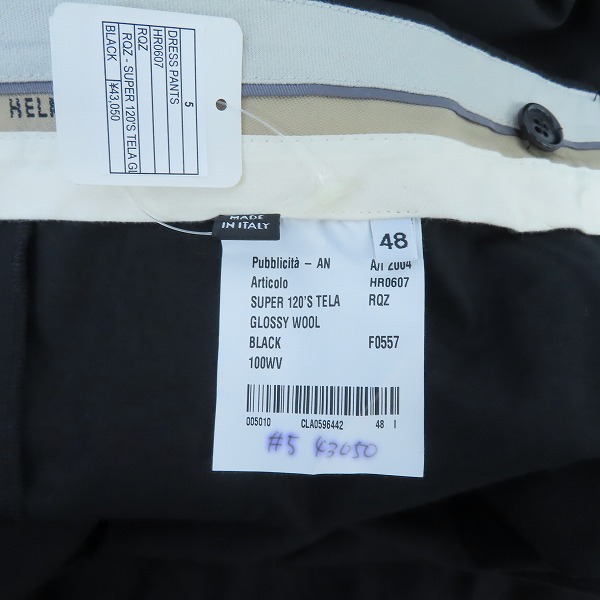 5
DRESS PANTS
HR0607
RQZ
RQZ - SUPER 120'S TELA GL
BLACK ¥43,050
HEL
MADE
IN ITALY
48
Pubblicità - AN A/I 2004
Articolo HR0607
SUPER 120'S TELA RQZ
GLOSSY WOOL
BLACK F0557
100WV
005010 CLA0596442 48 I
#5 43050